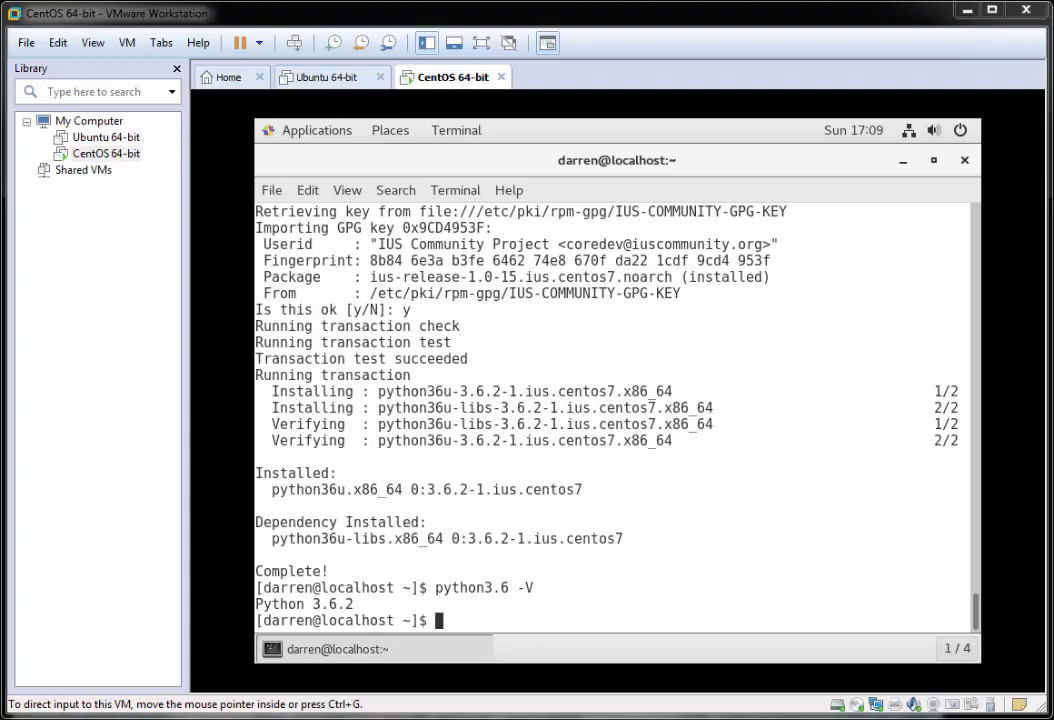 CentOS 64-bit - VMware Workstation
File Edit View VM Tabs Help
Library
Home
Ubuntu 64-bit
CentOS 64-bit
Type here to search
My Computer
Ubuntu 64-bit
CentOS 64-bit
Shared VMs
Applications Places Terminal Sun 17:09
darren@localhost:~
File Edit View Search Terminal Help
Retrieving key from file:///etc/pki/rpm-gpg/IUS-COMMUNITY-GPG-KEY
Importing GPG key 0x9CD4953F:
Userid : "IUS Community Project <coredev@iuscommunity.org>"
Fingerprint: 8b84 6e3a b3fe 6462 74e8 670f da22 1cdf 9cd4 953f
Package : ius-release-1.0-15.ius.centos7.noarch (installed)
From : /etc/pki/rpm-gpg/IUS-COMMUNITY-GPG-KEY
Is this ok [y/N]: y
Running transaction check
Running transaction test
Transaction test succeeded
Running transaction
Installing : python36u-3.6.2-1.ius.centos7.x86_64 1/2
Installing : python36u-libs-3.6.2-1.ius.centos7.x86_64 2/2
Verifying : python36u-libs-3.6.2-1.ius.centos7.x86_64 1/2
Verifying : python36u-3.6.2-1.ius.centos7.x86_64 2/2
Installed:
python36u.x86_64 0:3.6.2-1.ius.centos7
Dependency Installed:
python36u-libs.x86_64 0:3.6.2-1.ius.centos7
Complete!
[darren@localhost ~]$ python3.6 -V
Python 3.6.2
[darren@localhost ~]$
darren@localhost:~ 1 / 4
To direct input to this VM, move the mouse pointer inside or press Ctrl+G.